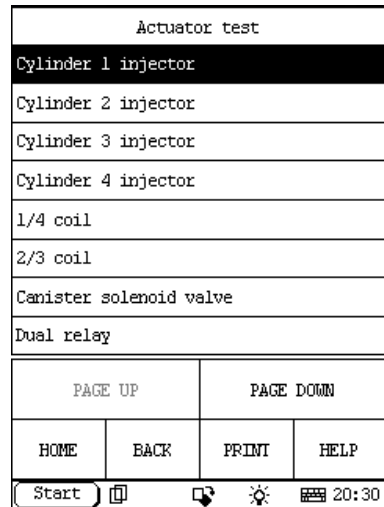 Actuator test
Cylinder 1 injector
Cylinder 2 injector
Cylinder 3 injector
Cylinder 4 injector
1/4 coil
2/3 coil
Canister solenoid valve
Dual relay
PAGE UP PAGE DOWN
HOME BACK PRINT HELP
Start 20:30